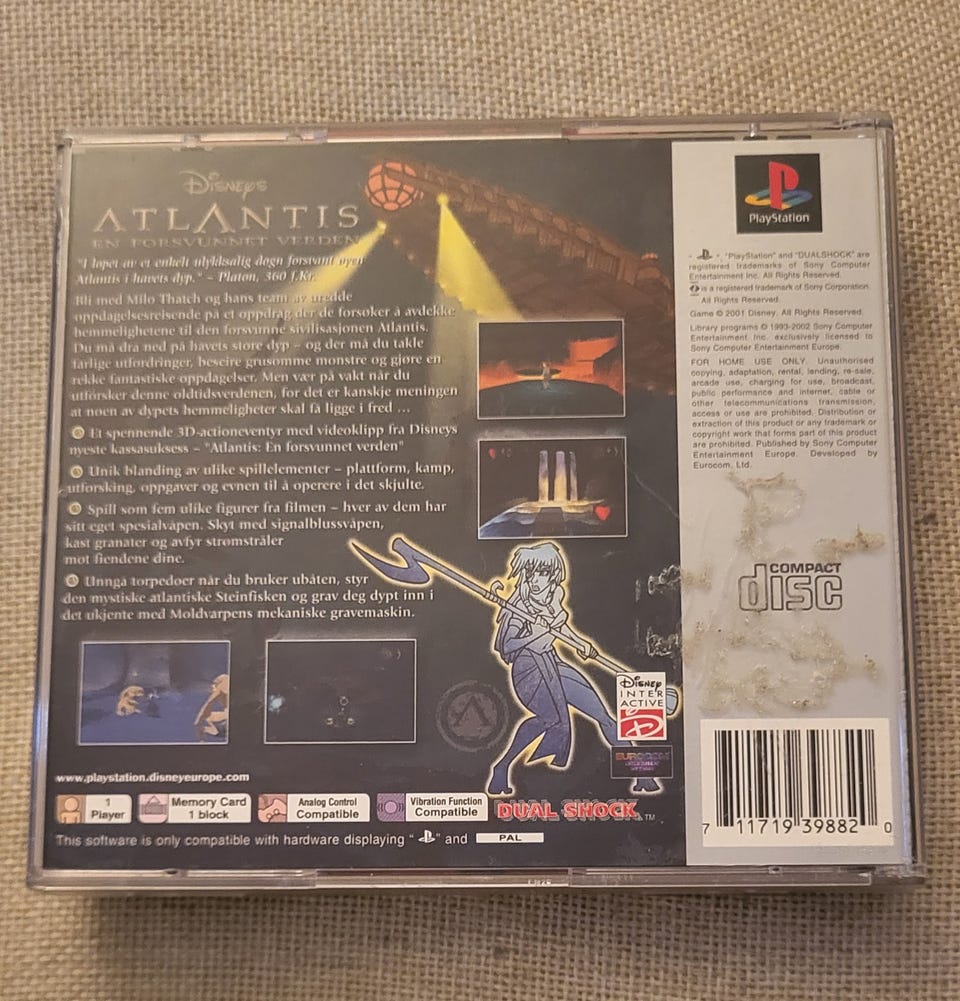 Disney's
ATLANTIS
EN FORSVUNNET VERDEN
"I løpet av et enkelt ulykksalig døgn forsvant øyen
Atlantis i havets dyp." – Platon, 360 f.Kr.
Bli med Milo Thatch og hans team av uredde
oppdagelsesreisende på et oppdrag der de forsøker å avdekke
hemmelighetene til den forsvunne sivilisasjonen Atlantis.
Du må dra ned på havets store dyp – og der må du takle
farlige utfordringer, beseire grusomme monstre og gjøre en
rekke fantastiske oppdagelser. Men vær på vakt når du
utforsker denne oldtidsverdenen, for det er kanskje meningen
at noen av dypets hemmeligheter skal få ligge i fred ...
Et spennende 3D-actioneventyr med videoklipp fra Disneys
nyeste kassasuksess – "Atlantis: En forsvunnet verden"
Unik blanding av ulike spillelementer – plattform, kamp,
utforsking, oppgaver og evnen til å operere i det skjulte.
Spill som fem ulike figurer fra filmen – hver av dem har
sitt eget spesialvåpen. Skyt med signalblussvåpen,
kast granater og avfyr strømstråler
mot fiendene dine.
Unngå torpedoer når du bruker ubåten, styr
den mystiske atlantiske Steinfisken og grav deg dypt inn i
det ukjente med Moldvarpens mekaniske gravemaskin.
www.playstation.disneyeurope.com
1
Player
Memory Card
1 block
Analog Control
Compatible
Vibration Function
Compatible
DUAL SHOCK™
This software is only compatible with hardware displaying " " and PAL
Disney
INTER
ACTIVE
D
EUROCOM
PlayStation
" ", "PlayStation" and "DUALSHOCK" are
registered trademarks of Sony Computer
Entertainment Inc. All Rights Reserved.
is a registered trademark of Sony Corporation.
All Rights Reserved.
Game © 2001 Disney. All Rights Reserved.
Library programs © 1993-2002 Sony Computer
Entertainment Inc. exclusively licensed to
Sony Computer Entertainment Europe.
FOR HOME USE ONLY. Unauthorised
copying, adaptation, rental, lending, re-sale,
arcade use, charging for use, broadcast,
public performance and internet, cable or
other telecommunications transmission,
access or use are prohibited. Distribution or
extraction of this product or any trademark or
copyright work that forms part of this product
are prohibited. Published by Sony Computer
Entertainment Europe. Developed by
Eurocom, Ltd.
COMPACT
disc
7 11719 39882 0